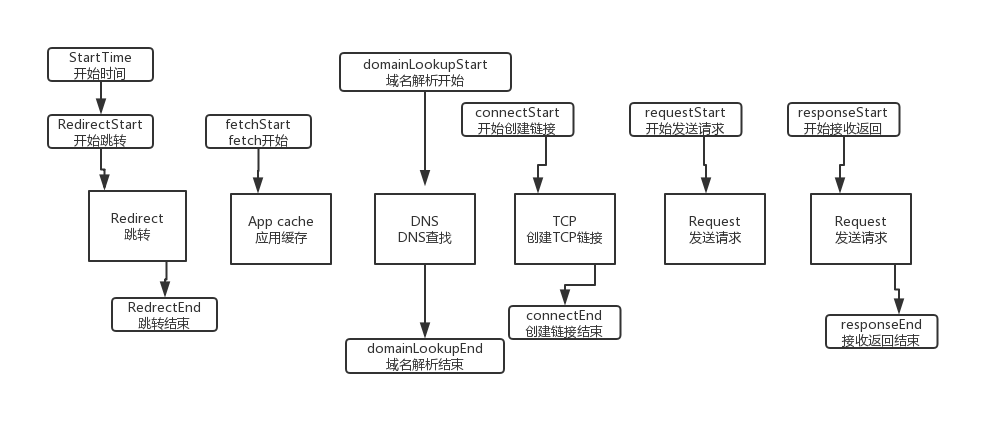 StartTime
开始时间
RedirectStart
开始跳转
Redirect
跳转
RedrectEnd
跳转结束
fetchStart
fetch开始
App cache
应用缓存
domainLookupStart
域名解析开始
DNS
DNS查找
domainLookupEnd
域名解析结束
connectStart
开始创建链接
TCP
创建TCP链接
connectEnd
创建链接结束
requestStart
开始发送请求
Request
发送请求
responseStart
开始接收返回
Request
发送请求
responseEnd
接收返回结束